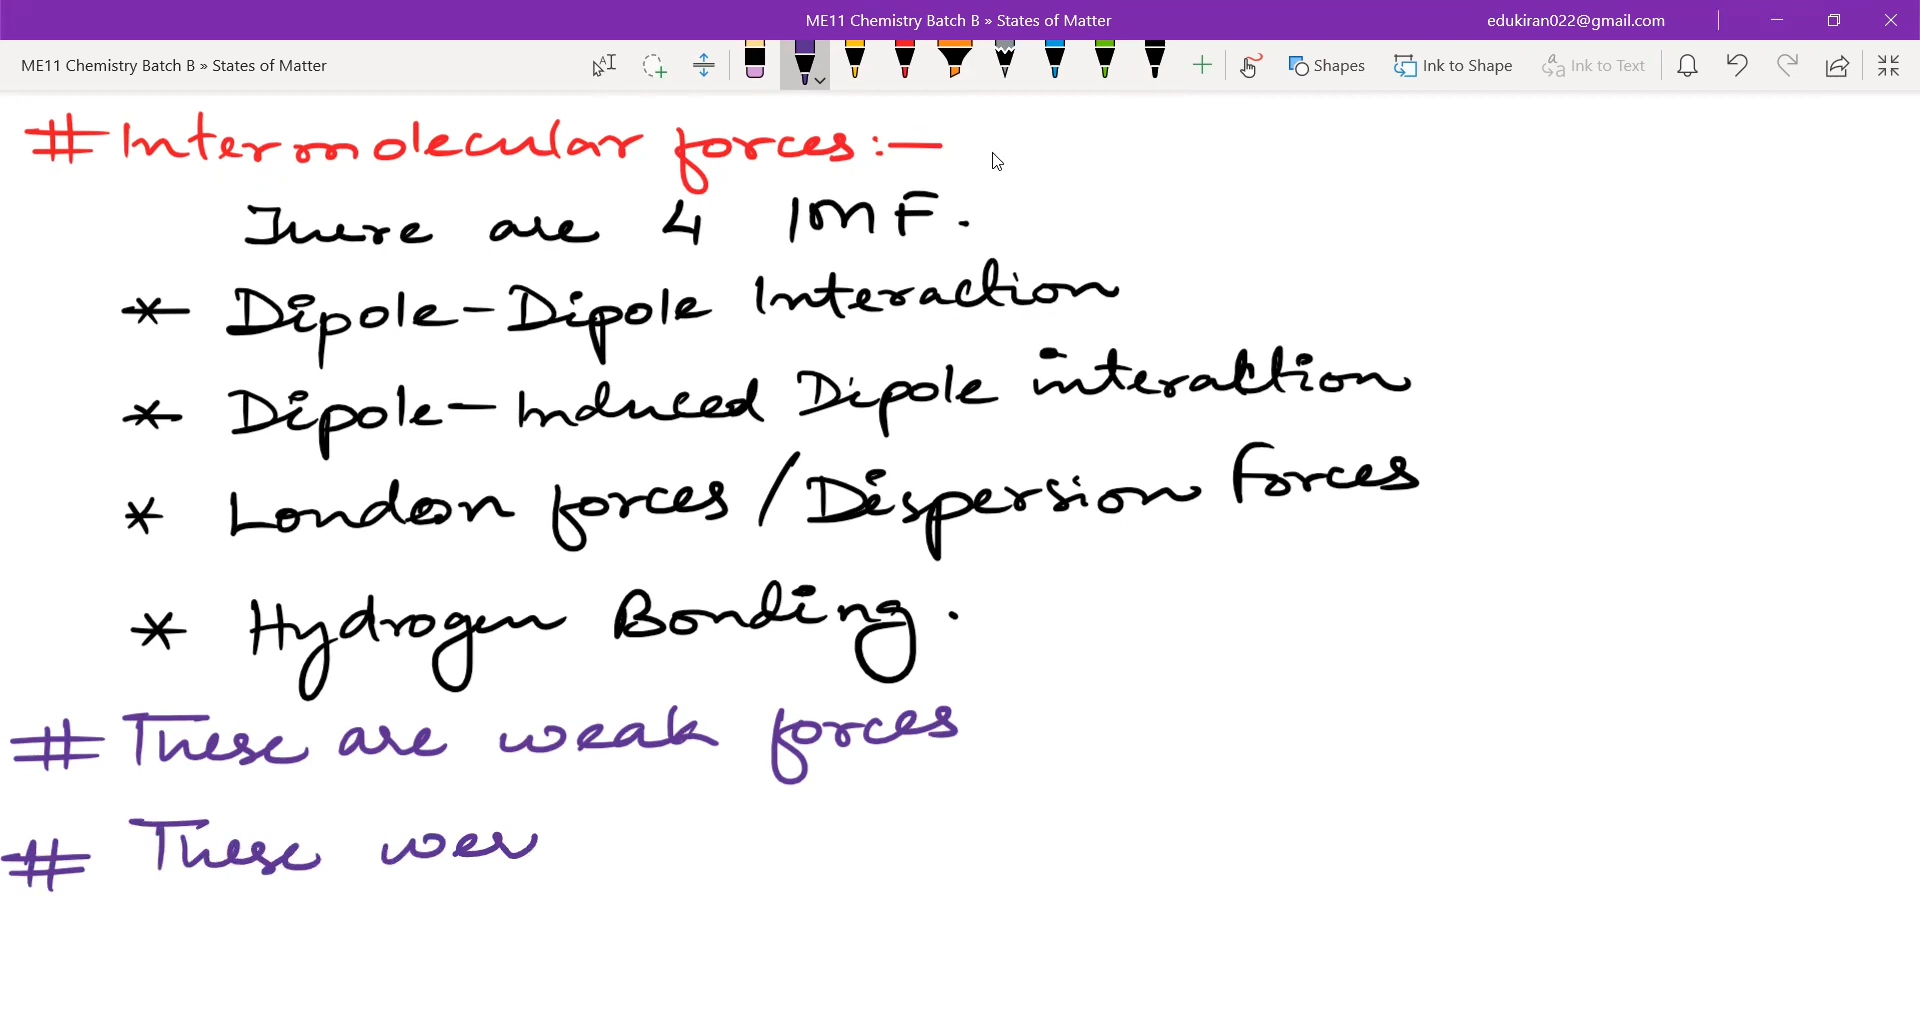 ME11 Chemistry Batch B » States of Matter
edukiran022@gmail.com
ME11 Chemistry Batch B » States of Matter
Shapes
Ink to Shape
Ink to Text
# Intermolecular forces:—
There are 4 IMF.
* Dipole-Dipole Interaction
* Dipole-Induced Dipole interaction
* London forces / Dispersion Forces
* Hydrogen Bonding.
# These are weak forces
# These wer